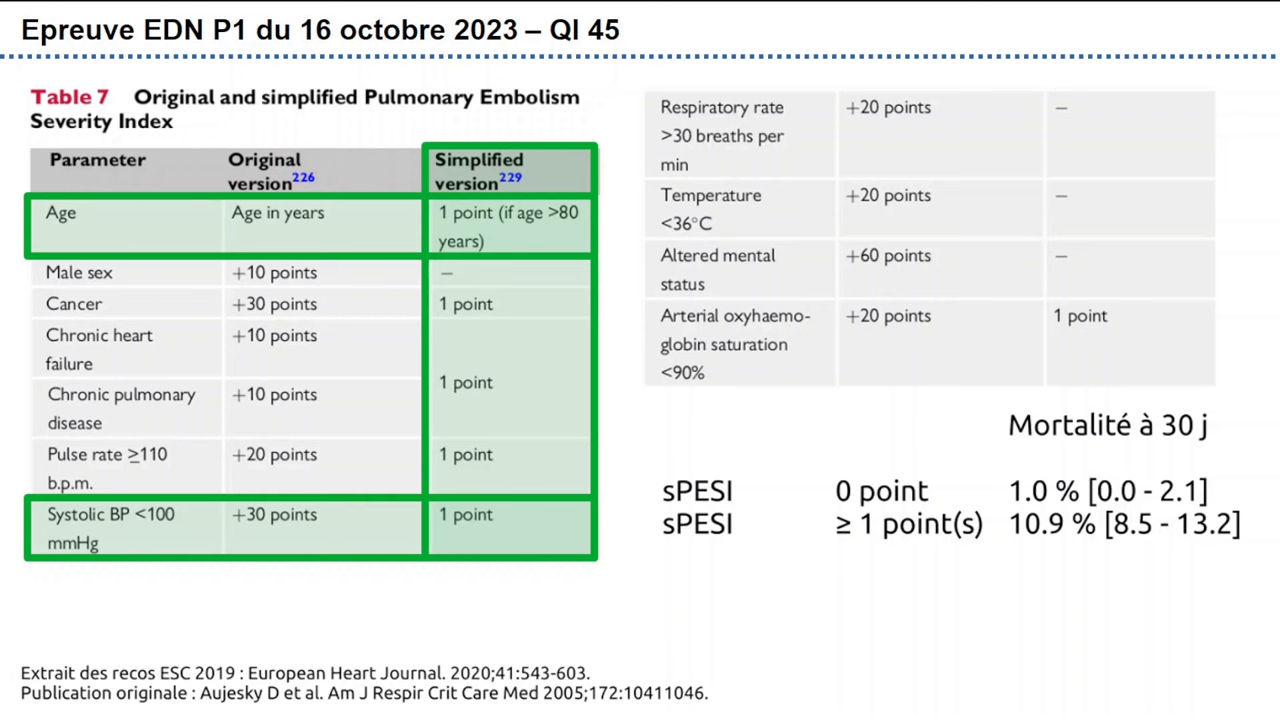 Epreuve EDN P1 du 16 octobre 2023 – QI 45
Table 7 Original and simplified Pulmonary Embolism
Severity Index
Parameter Original version226 Simplified version229
Age Age in years 1 point (if age >80 years)
Male sex +10 points –
Cancer +30 points 1 point
Chronic heart failure +10 points
1 point
Chronic pulmonary disease +10 points
Pulse rate ≥110 b.p.m. +20 points 1 point
Systolic BP <100 mmHg +30 points 1 point
Respiratory rate >30 breaths per min +20 points –
Temperature <36°C +20 points –
Altered mental status +60 points –
Arterial oxyhaemo-globin saturation <90% +20 points 1 point
Mortalité à 30 j
sPESI 0 point 1.0 % [0.0 - 2.1]
sPESI ≥ 1 point(s) 10.9 % [8.5 - 13.2]
Extrait des recos ESC 2019 : European Heart Journal. 2020;41:543-603.
Publication originale : Aujesky D et al. Am J Respir Crit Care Med 2005;172:10411046.